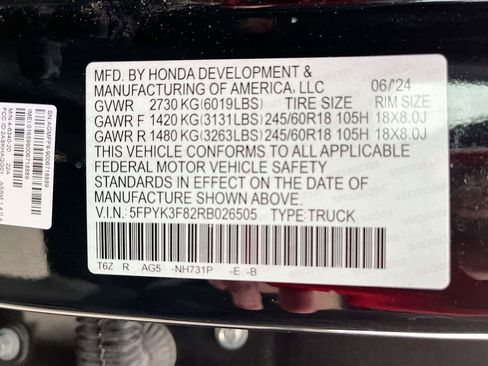 MFD. BY HONDA DEVELOPMENT &
MANUFACTURING OF AMERICA, LLC 06/24
GVWR 2730 KG(6019LBS) TIRE SIZE RIM SIZE
GAWR F 1420 KG(3131LBS) 245/60R18 105H 18X8.0J
GAWR R 1480 KG(3263LBS) 245/60R18 105H 18X8.0J
THIS VEHICLE CONFORMS TO ALL APPLICABLE
FEDERAL MOTOR VEHICLE SAFETY
STANDARDS IN EFFECT ON THE DATE OF
MANUFACTURE SHOWN ABOVE.
V.I.N.: 5FPYK3F82RB026505 TYPE:TRUCK
T6Z R AG5 -NH731P -E -B